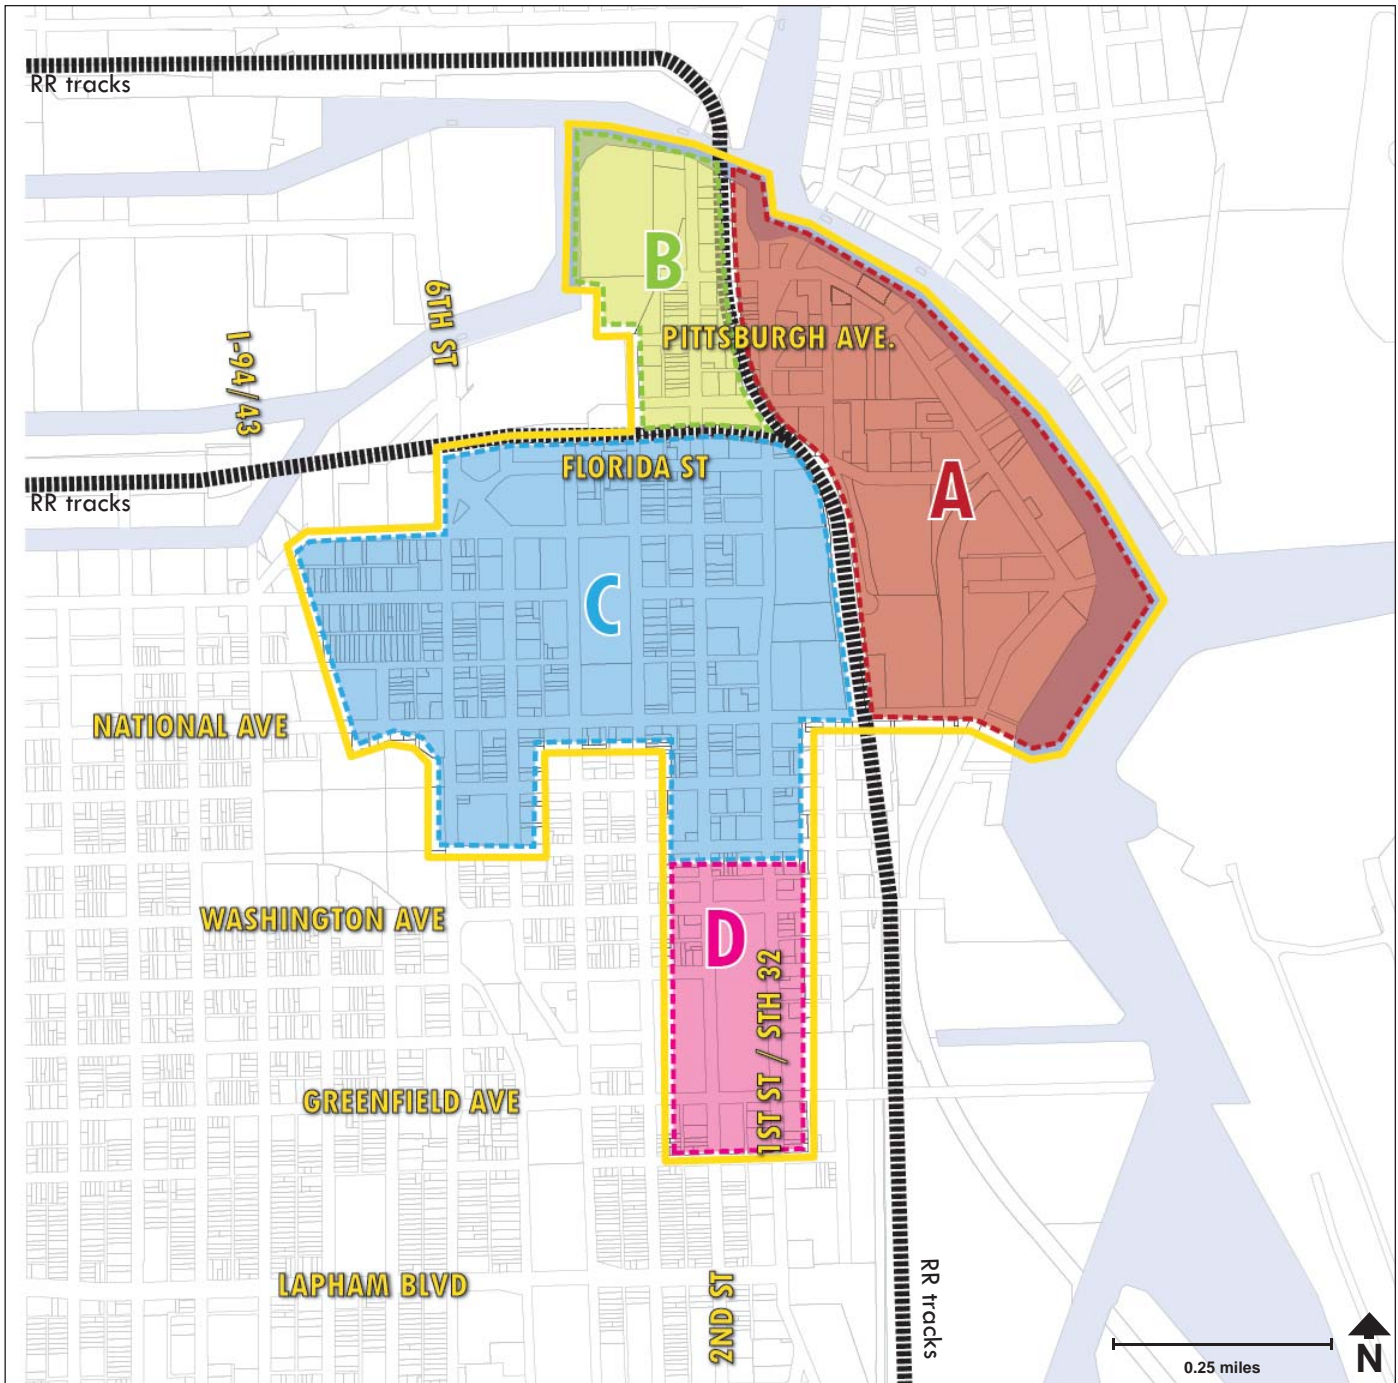 RR tracks
B
6TH ST
PITTSBURGH AVE.
I-94/43
FLORIDA ST
RR tracks
A
C
NATIONAL AVE
WASHINGTON AVE
D
1ST ST / STH 32
GREENFIELD AVE
LAPHAM BLVD
2ND ST
RR tracks
0.25 miles
N